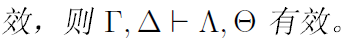 效，则 Γ, Δ ⊢ Λ, Θ 有效。